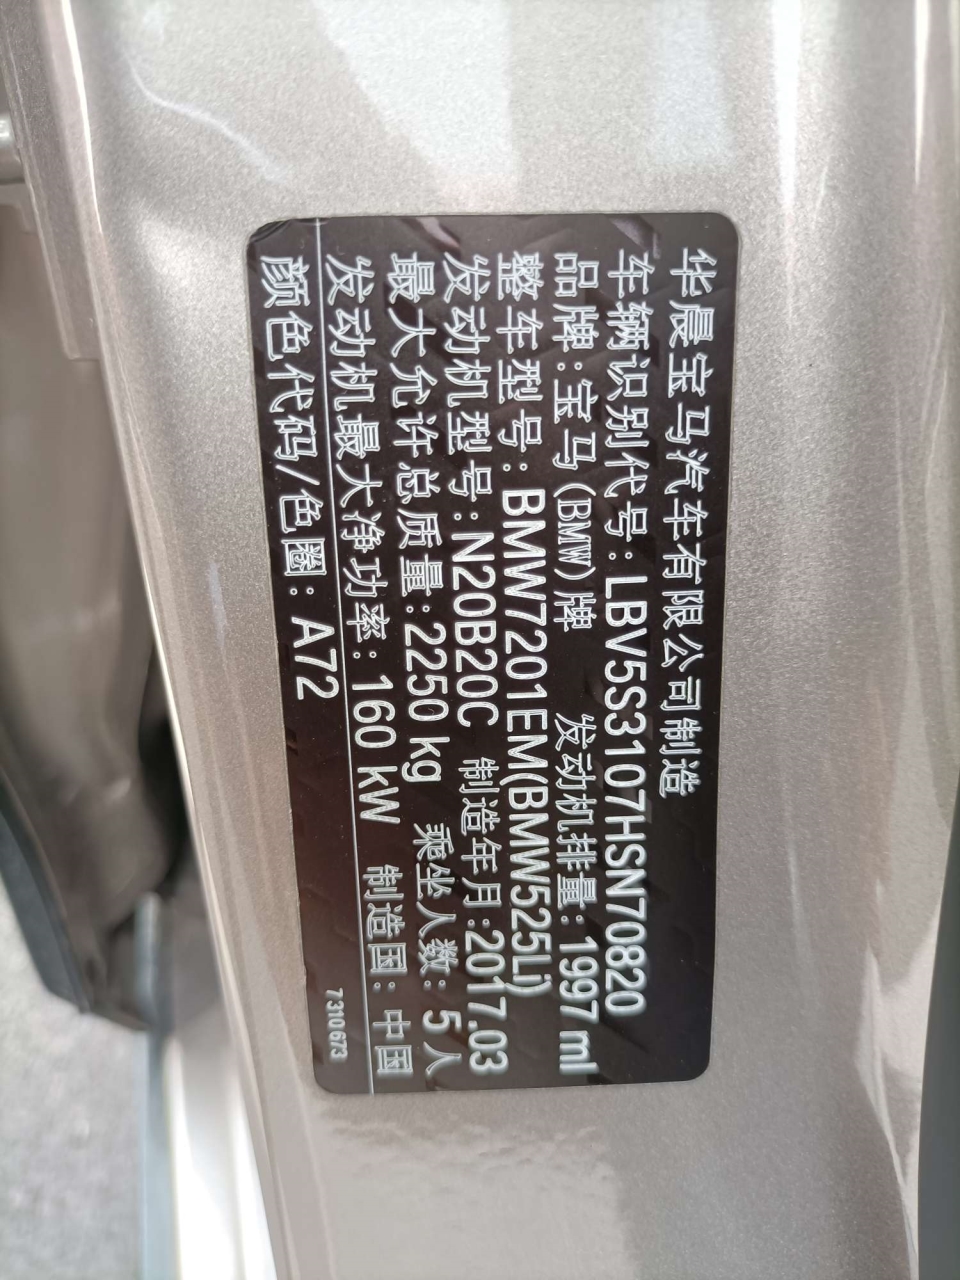 华晨宝马汽车有限公司制造
车辆识别代号:LBV5S3107HSN70820
品牌:宝马(BMW)牌 发动机排量:1997 ml
整车型号:BMW7201EM(BMW525Li)
发动机型号:N20B20C 制造年月:2017.03
最大允许总质量:2250 kg 乘坐人数:5人
发动机最大净功率:160 kW 制造国:中国
颜色代码/色圈:A72
7310673